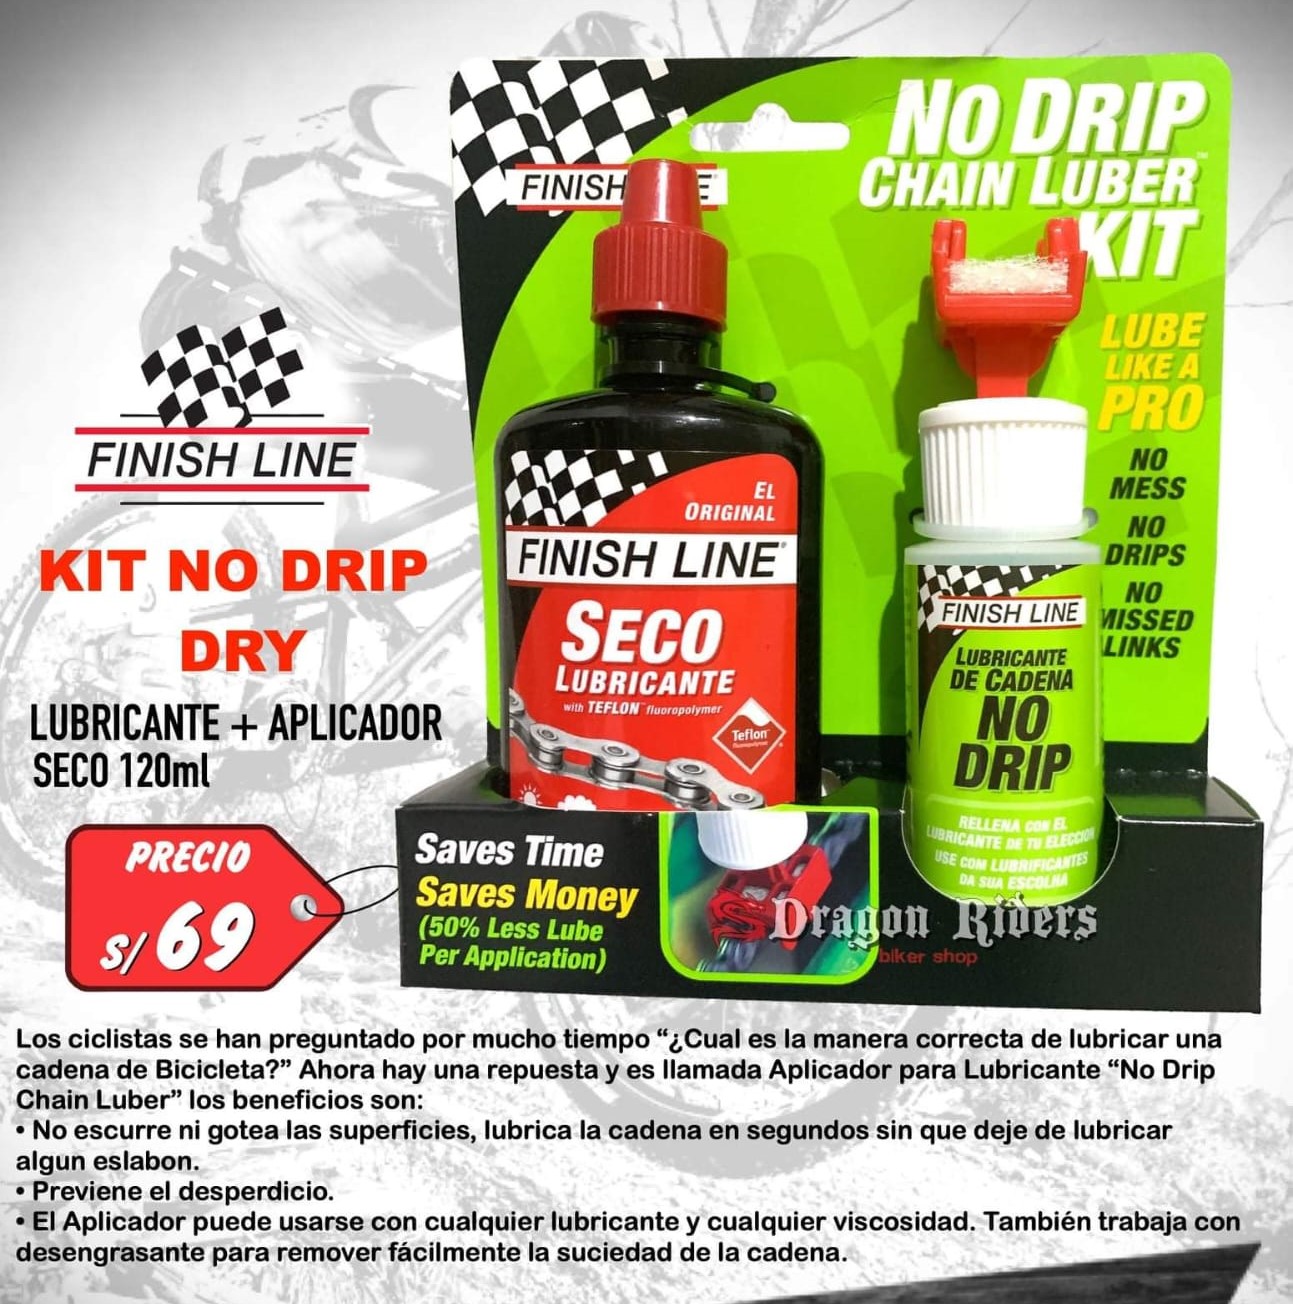 NO DRIP
CHAIN LUBER™
KIT
FINISH
E
LUBE
LIKE A
PRO
NO
MESS
NO
DRIPS
NO
MISSED
LINKS
EL
ORIGINAL
FINISH LINE®
SECO
LUBRICANTE
with TEFLON™ fluoropolymer
Teflon™
fluoropolymer
FINISH LINE
LUBRICANTE
DE CADENA
NO
DRIP
RELLENA CON EL
LUBRICANTE DE TU ELECCION
USE COM LUBRIFICANTES
DA SUA ESCOLHA
FINISH LINE
KIT NO DRIP
DRY
LUBRICANTE + APLICADOR
SECO 120ml
PRECIO
S/ 69
Saves Time
Saves Money
(50% Less Lube
Per Application)
Dragon Riders
biker shop
Los ciclistas se han preguntado por mucho tiempo “¿Cual es la manera correcta de lubricar una
cadena de Bicicleta?” Ahora hay una repuesta y es llamada Aplicador para Lubricante “No Drip
Chain Luber” los beneficios son:
• No escurre ni gotea las superficies, lubrica la cadena en segundos sin que deje de lubricar
algun eslabon.
• Previene el desperdicio.
• El Aplicador puede usarse con cualquier lubricante y cualquier viscosidad. También trabaja con
desengrasante para remover fácilmente la suciedad de la cadena.